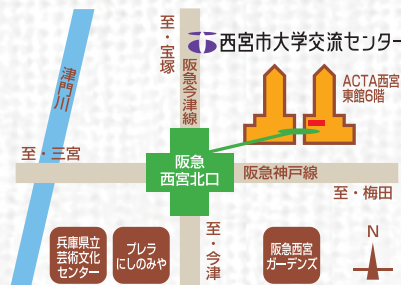 至・宝塚
西宮市大学交流センター
津門川
阪急今津線
ACTA西宮
東館6階
至・三宮
阪急
西宮北口
阪急神戸線
至・梅田
兵庫県立
芸術文化
センター
プレラ
にしのみや
至・今津
阪急西宮
ガーデンズ
N